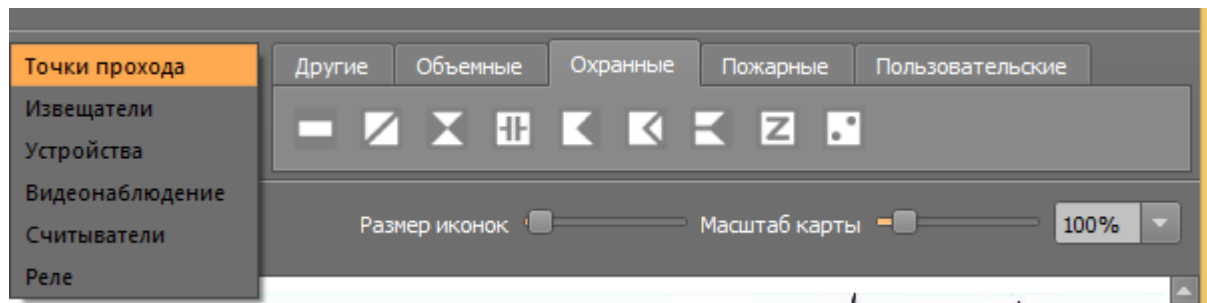 Точки прохода
Извещатели
Устройства
Видеонаблюдение
Считыватели
Реле
Другие Объемные Охранные Пожарные Пользовательские
Размер иконок Масштаб карты 100%